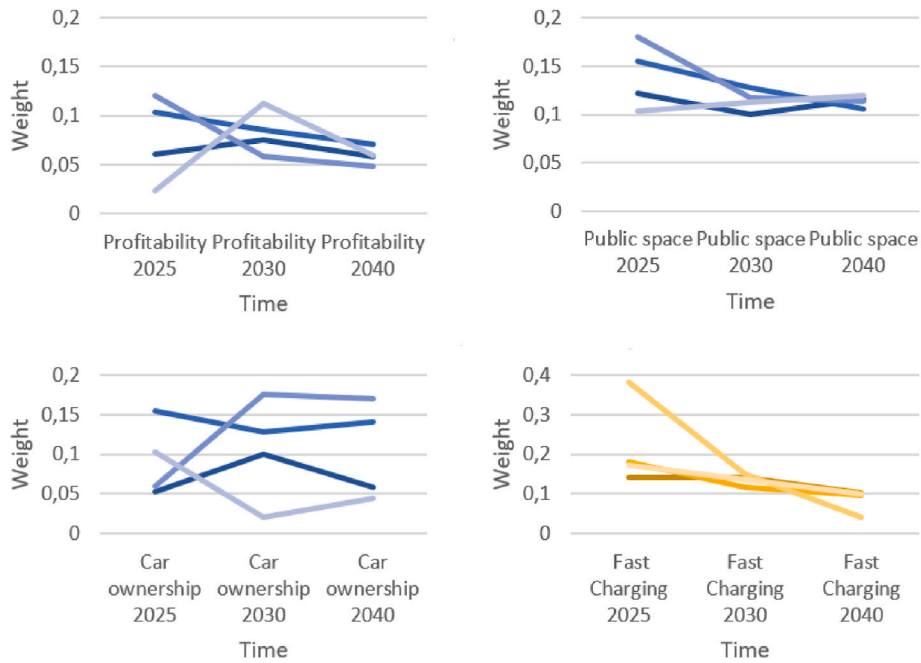 0,2
0,15
0,1
0,05
0
Weight
Profitability Profitability Profitability
2025 2030 2040
Time
0,2
0,15
0,1
0,05
0
Weight
Public space Public space Public space
2025 2030 2040
Time
0,2
0,15
0,1
0,05
0
Weight
Car Car Car
ownership ownership ownership
2025 2030 2040
Time
0,4
0,3
0,2
0,1
0
Weight
Fast Fast Fast
Charging Charging Charging
2025 2030 2040
Time